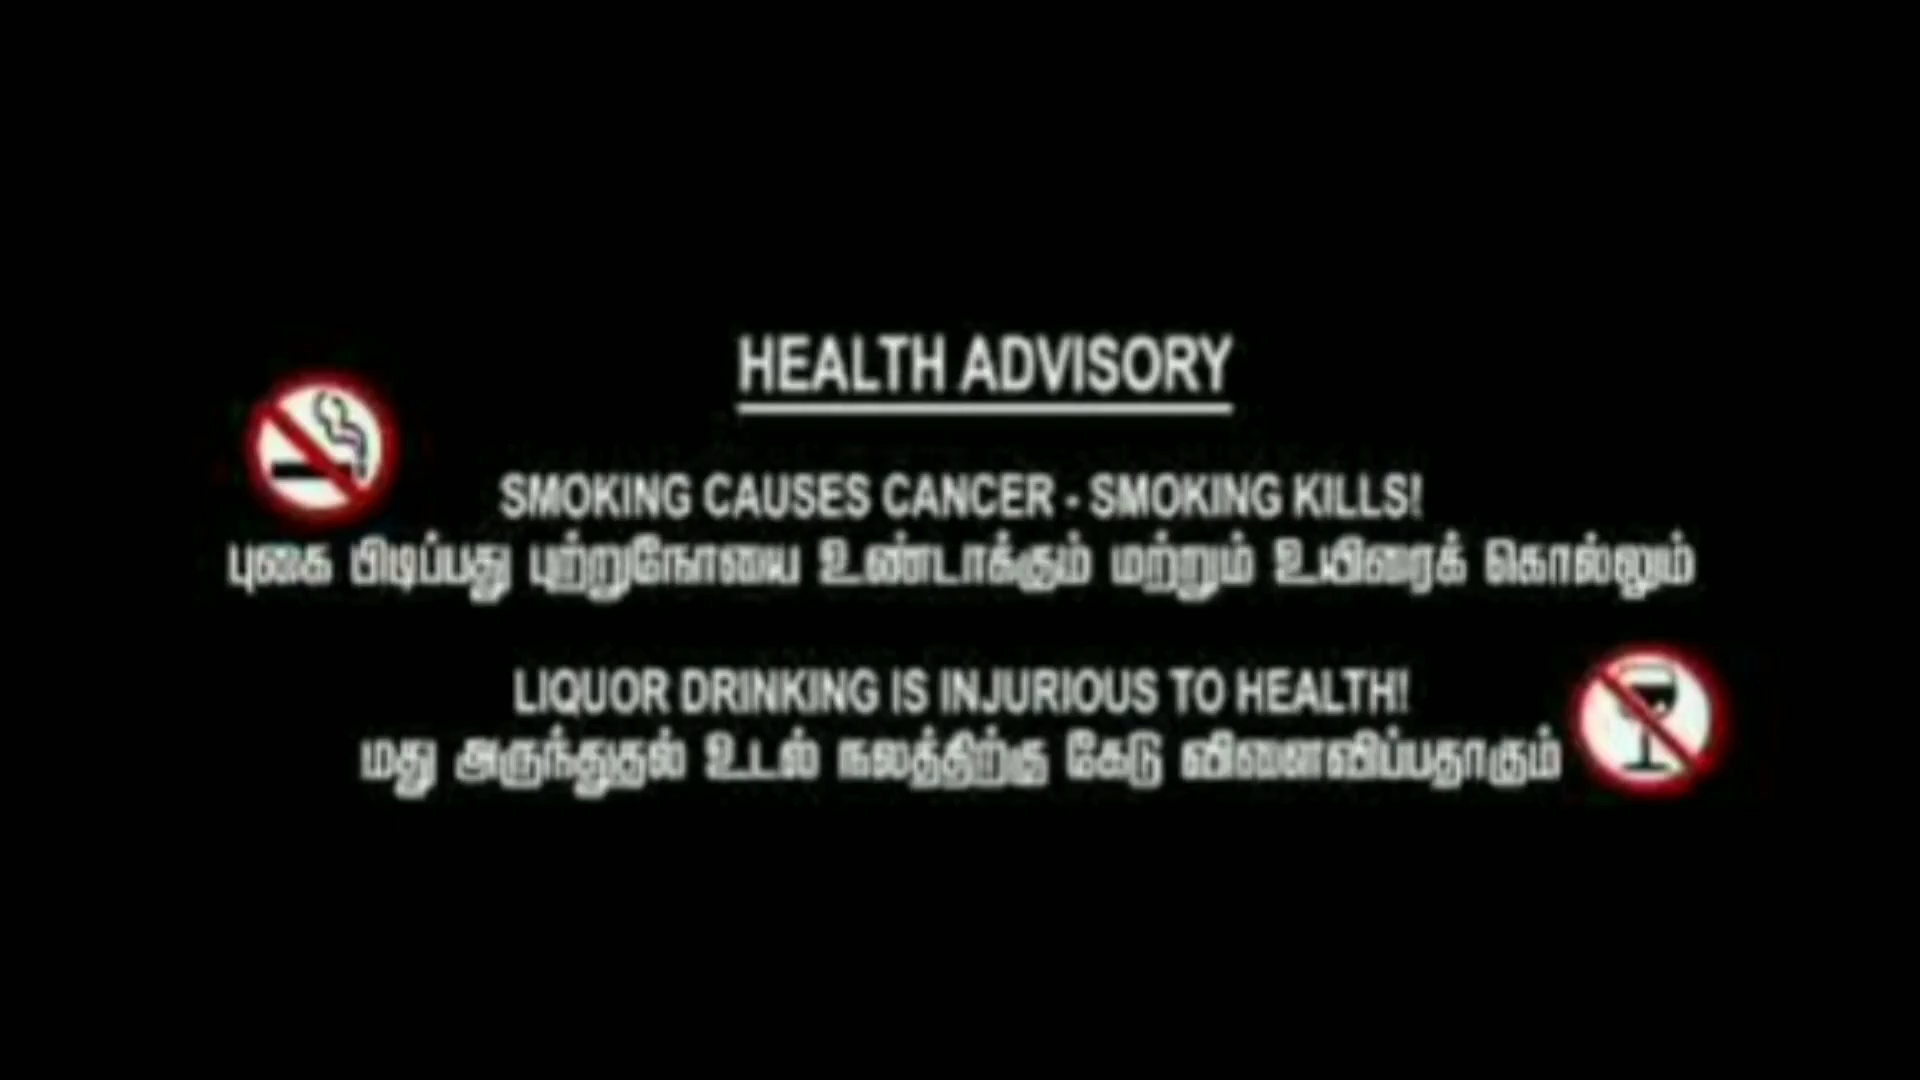 HEALTH ADVISORY
SMOKING CAUSES CANCER - SMOKING KILLS!
புகை பிடிப்பது புற்றுநோயை உண்டாக்கும் மற்றும் உயிரைக் கொல்லும்
LIQUOR DRINKING IS INJURIOUS TO HEALTH!
மது அருந்துதல் உடல் நலத்திற்கு கேடு விளைவிப்பதாகும்